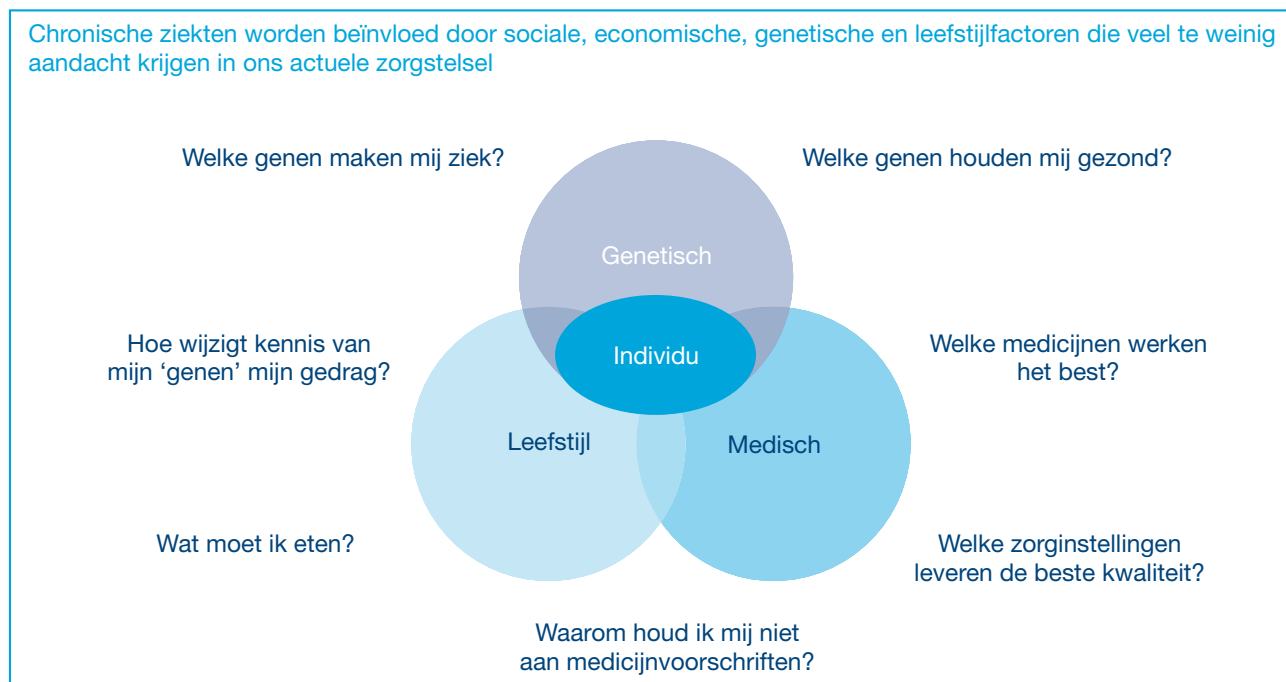 Chronische ziekten worden beïnvloed door sociale, economische, genetische en leefstijlfactoren die veel te weinig
aandacht krijgen in ons actuele zorgstelsel
Welke genen maken mij ziek?
Welke genen houden mij gezond?
Genetisch
Hoe wijzigt kennis van
mijn ‘genen’ mijn gedrag?
Individu
Welke medicijnen werken
het best?
Leefstijl
Medisch
Wat moet ik eten?
Welke zorginstellingen
leveren de beste kwaliteit?
Waarom houd ik mij niet
aan medicijnvoorschriften?